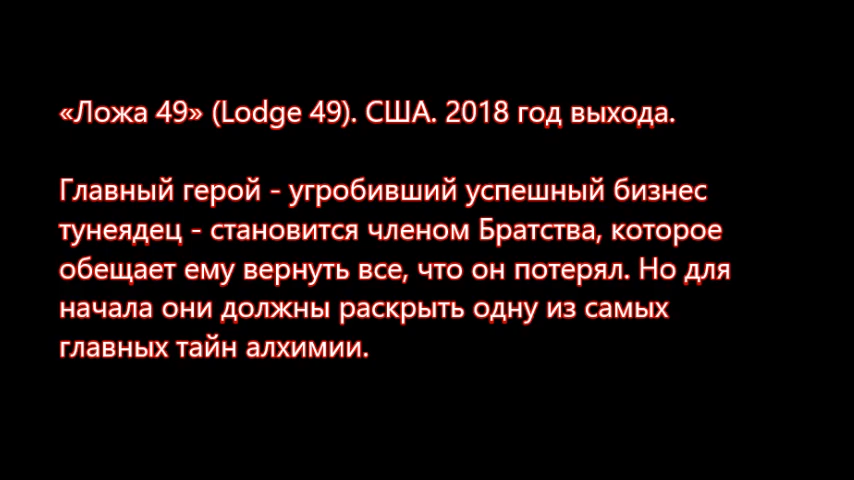 «Ложа 49» (Lodge 49). США. 2018 год выхода.
Главный герой - угробивший успешный бизнес
тунеядец - становится членом Братства, которое
обещает ему вернуть все, что он потерял. Но для
начала они должны раскрыть одну из самых
главных тайн алхимии.